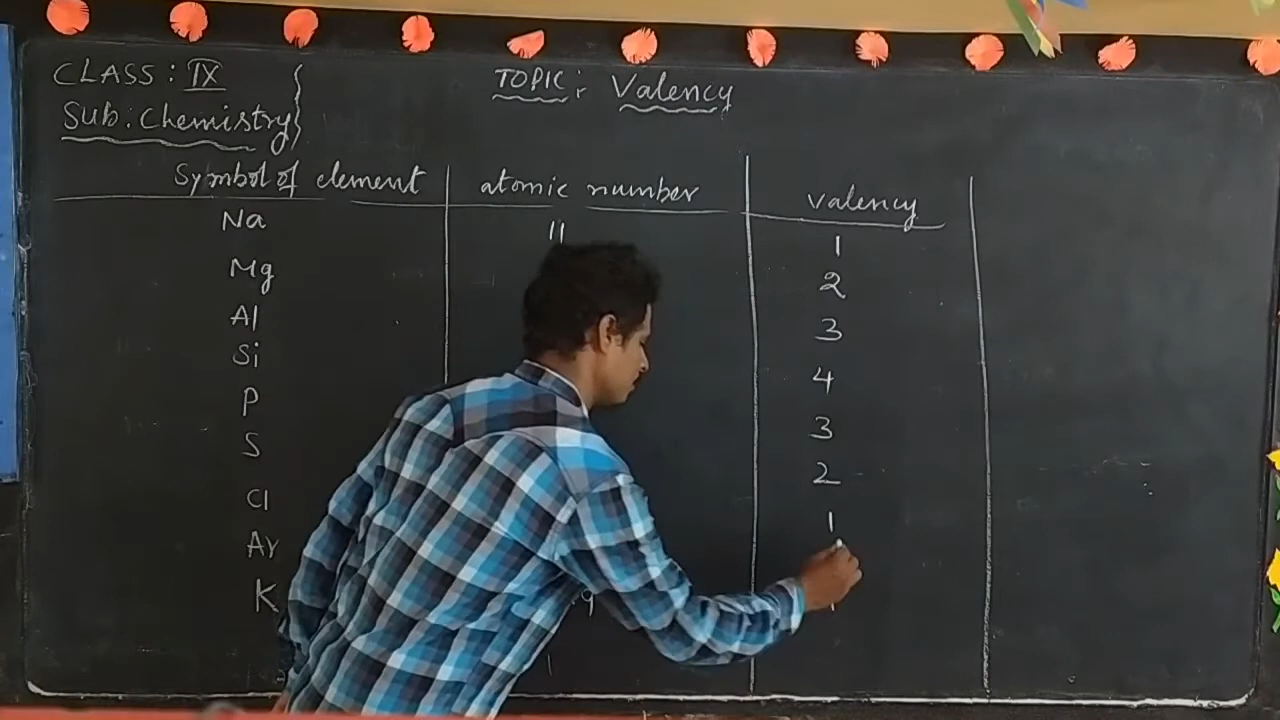 CLASS: IX
Sub: Chemistry
TOPIC: Valency
Symbol of element atomic number valency
Na 11 1
Mg 2
Al 3
Si 4
P 3
S 2
Cl 1
Ar
K